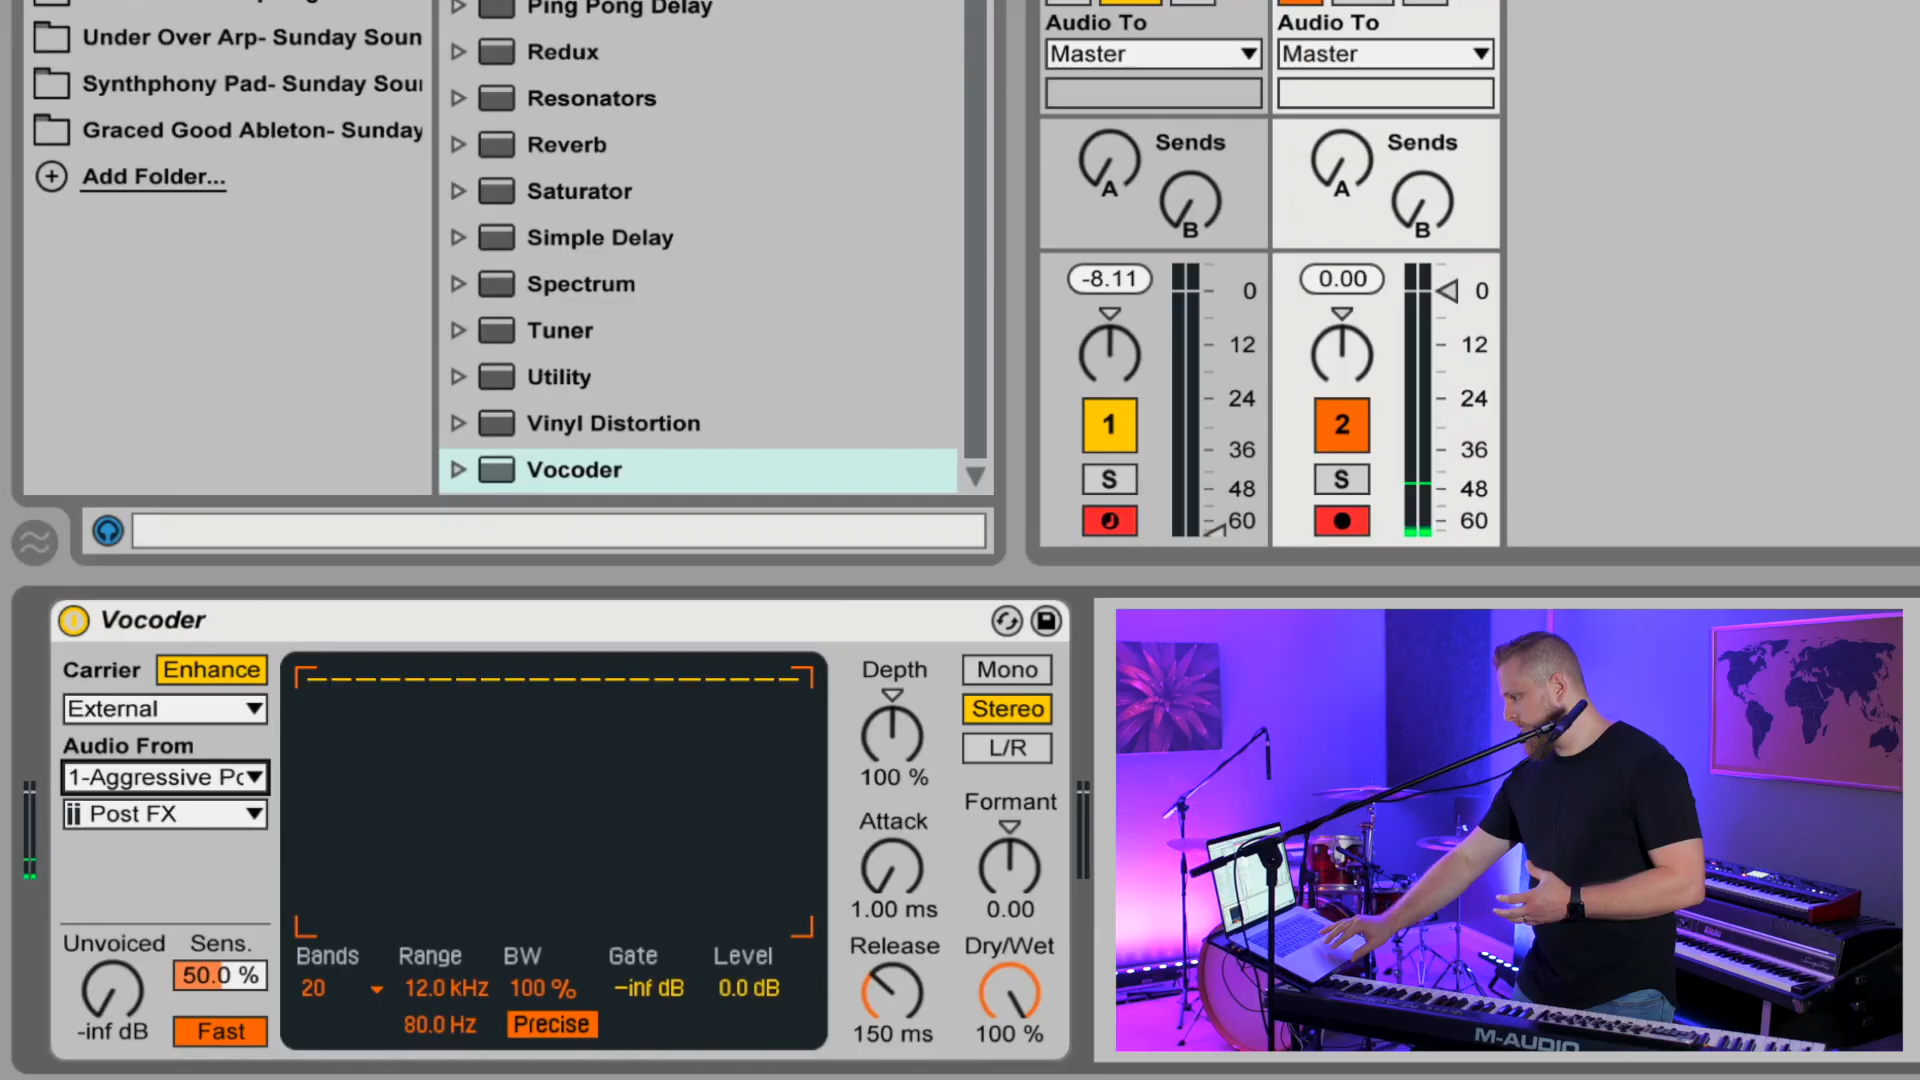 Under Over Arp- Sunday Soun
Synthphony Pad- Sunday Sou
Graced Good Ableton- Sunday
Add Folder...
Ping Pong Delay
Redux
Resonators
Reverb
Saturator
Simple Delay
Spectrum
Tuner
Utility
Vinyl Distortion
Vocoder
Audio To
Master
Sends
A
B
-8.11
0
12
24
36
48
60
1
S
Audio To
Master
Sends
A
B
0.00
0
12
24
36
48
60
2
S
Vocoder
Carrier Enhance
External
Audio From
1-Aggressive Po
Post FX
Unvoiced Sens.
50.0 %
-inf dB Fast
Bands Range BW Gate Level
20 12.0 kHz 100 % -inf dB 0.0 dB
80.0 Hz Precise
Depth
100 %
Attack
1.00 ms
Release
150 ms
Mono
Stereo
L/R
Formant
0.00
Dry/Wet
100 %
M-AUDIO